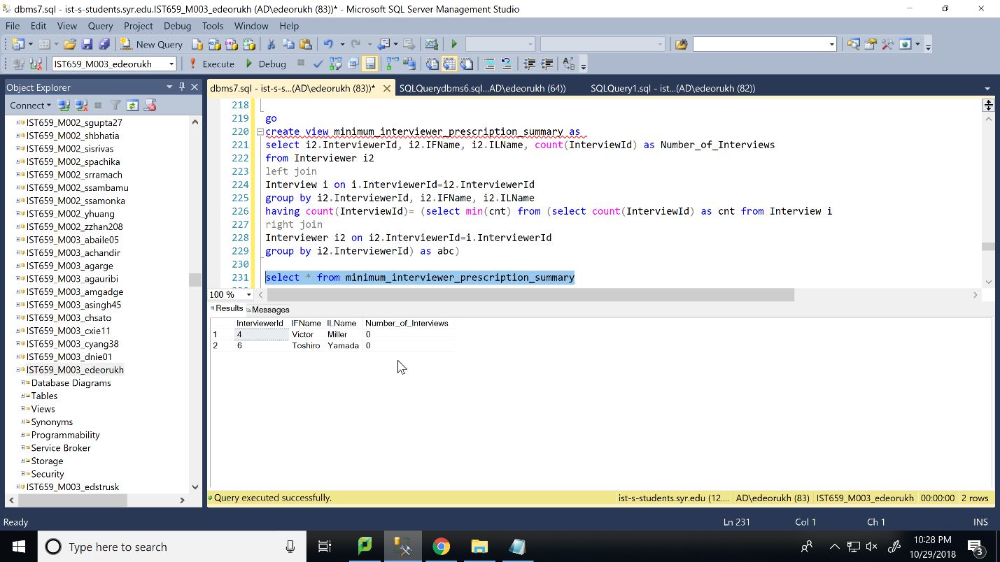 dbms7.sql - ist-s-students.syr.edu.IST659_M003_edeorukh (AD\edeorukh (83))* - Microsoft SQL Server Management Studio
File Edit View Query Project Debug Tools Window Help
New Query
IST659_M003_edeorukh Execute Debug
Object Explorer
dbms7.sql - ist-s-s...(AD\edeorukh (83))* SQLQuerydbms6.sql...AD\edeorukh (64)) SQLQuery1.sql - ist...(AD\edeorukh (82))
Connect
IST659_M002_sgupta27
IST659_M002_shbhatia
IST659_M002_sisrivas
IST659_M002_spachika
IST659_M002_srramach
IST659_M002_ssambamu
IST659_M002_ssamonka
IST659_M002_yhuang
IST659_M002_zzhan208
IST659_M003_abaile05
IST659_M003_achandir
IST659_M003_agarge
IST659_M003_agauribi
IST659_M003_amgadge
IST659_M003_asingh45
IST659_M003_chsato
IST659_M003_cxie11
IST659_M003_cyang38
IST659_M003_dnie01
IST659_M003_edeorukh
Database Diagrams
Tables
Views
Synonyms
Programmability
Service Broker
Storage
Security
IST659_M003_edstrusk
218
219 go
220 create view minimum_interviewer_prescription_summary as
221 select i2.InterviewerId, i2.IFName, i2.ILName, count(InterviewId) as Number_of_Interviews
222 from Interviewer i2
223 left join
224 Interview i on i.InterviewerId=i2.InterviewerId
225 group by i2.InterviewerId, i2.IFName, i2.ILName
226 having count(InterviewId)= (select min(cnt) from (select count(InterviewId) as cnt from Interview i
227 right join
228 Interviewer i2 on i2.InterviewerId=i.InterviewerId
229 group by i2.InterviewerId) as abc)
230
231 select * from minimum_interviewer_prescription_summary
100 %
Results Messages
InterviewerId IFName ILName Number_of_Interviews
1 4 Victor Miller 0
2 6 Toshiro Yamada 0
Query executed successfully. ist-s-students.syr.edu (12.... AD\edeorukh (83) IST659_M003_edeorukh 00:00:00 2 rows
Ready Ln 231 Col 1 Ch 1 INS
Type here to search
10:28 PM
10/29/2018
3